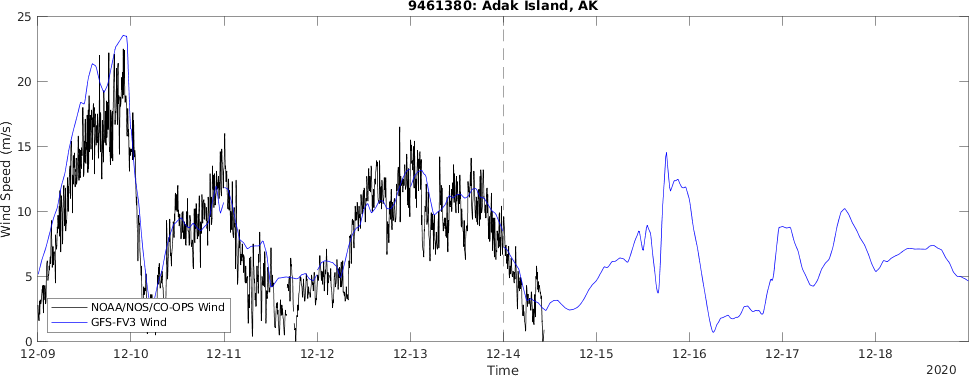 9461380: Adak Island, AK
25
20
15
10
5
0
Wind Speed (m/s)
NOAA/NOS/CO-OPS Wind
GFS-FV3 Wind
12-09 12-10 12-11 12-12 12-13 12-14 12-15 12-16 12-17 12-18
Time
2020